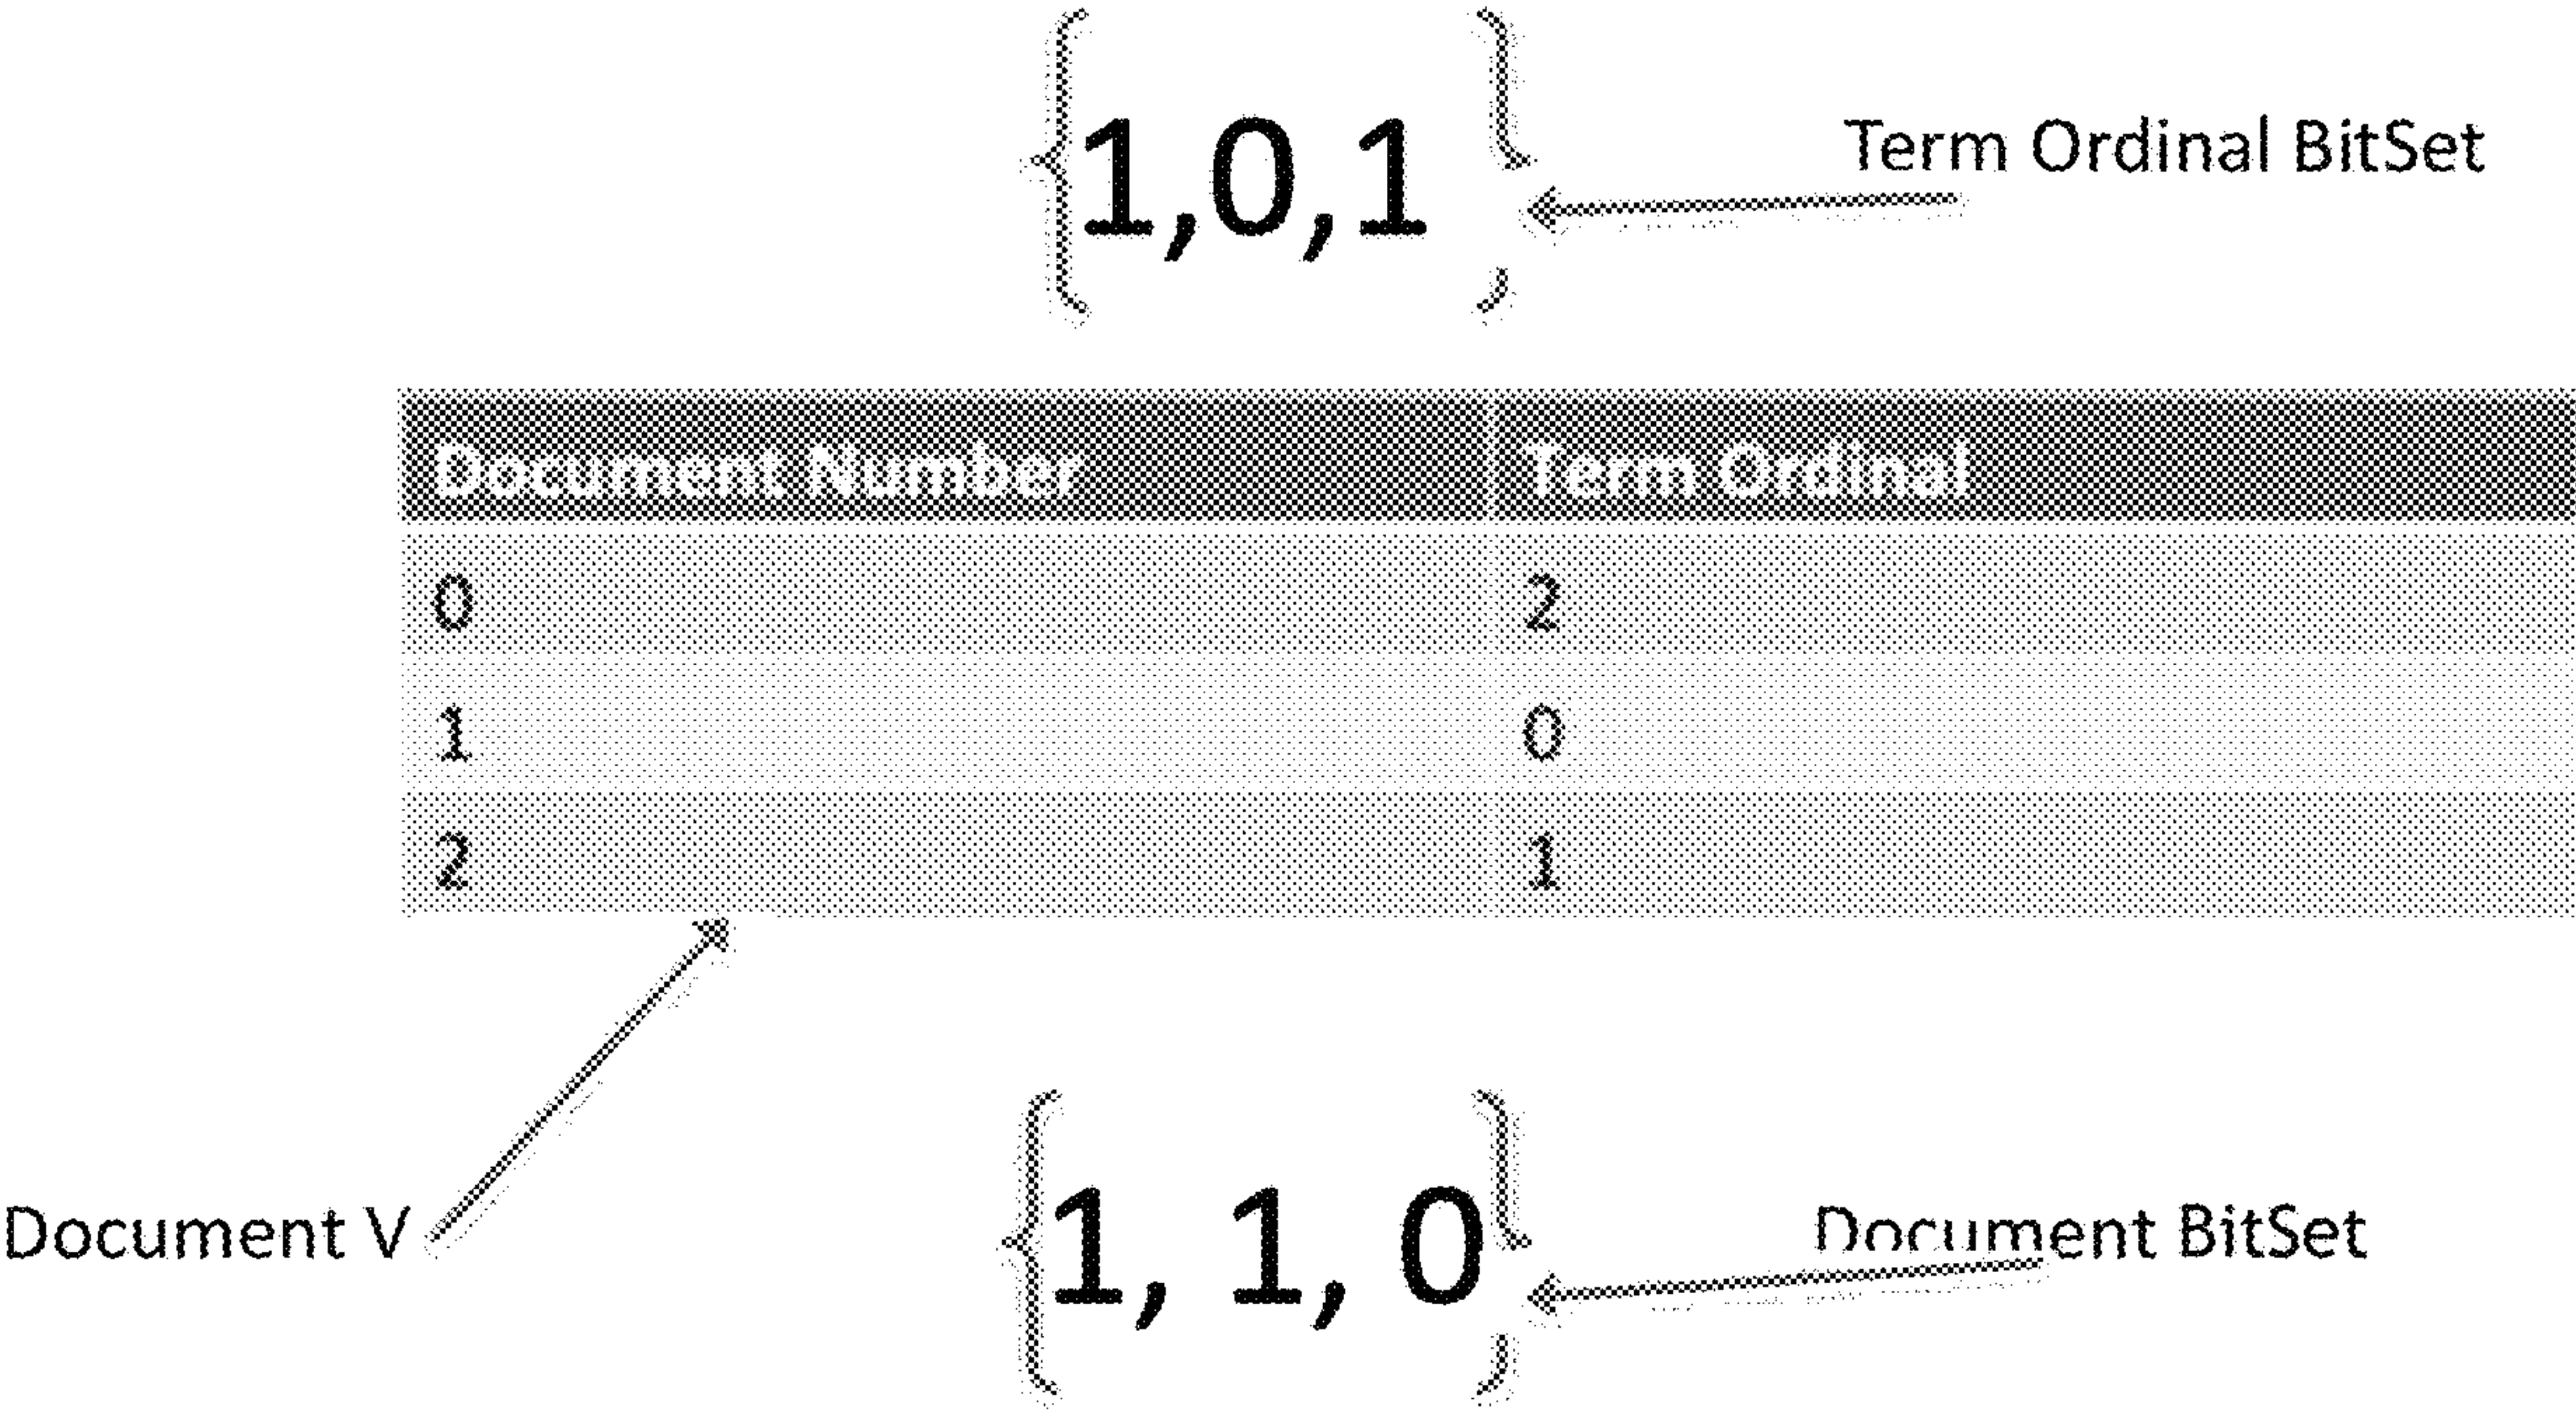 {1,0,1}
Term Ordinal BitSet
Document Number Term Ordinal
0 2
1 0
2 1
Document V
{1, 1, 0}
Document BitSet